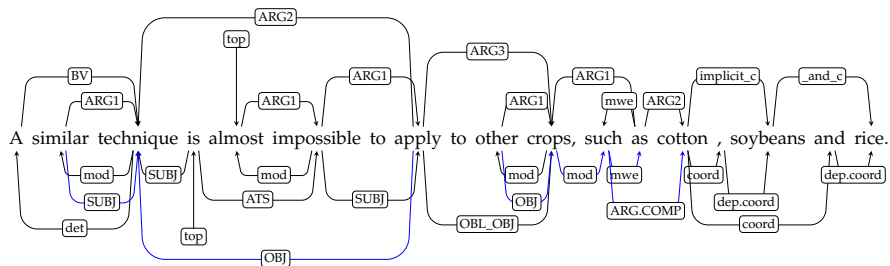 ARG2
top
ARG3
BV ARG1 ARG1 implicit_c _and_c
ARG1 ARG1 ARG1 mwe ARG2
A similar technique is almost impossible to apply to other crops, such as cotton , soybeans and rice.
mod SUBJ mod mod mod mwe coord dep.coord
SUBJ ATS SUBJ OBJ dep.coord
ARG.COMP
det OBL_OBJ coord
top
OBJ